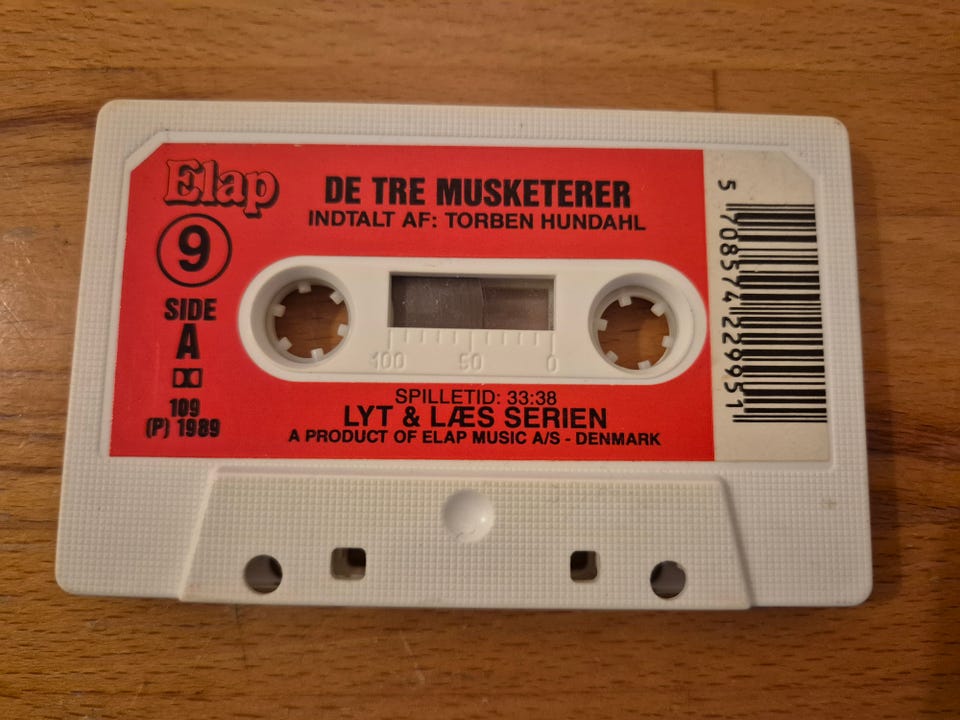 Elap
9
SIDE
A
109
(P) 1989
DE TRE MUSKETERER
INDTALT AF: TORBEN HUNDAHL
100 50 0
SPILLETID: 33:38
LYT & LÆS SERIEN
A PRODUCT OF ELAP MUSIC A/S - DENMARK
5 708574 229951